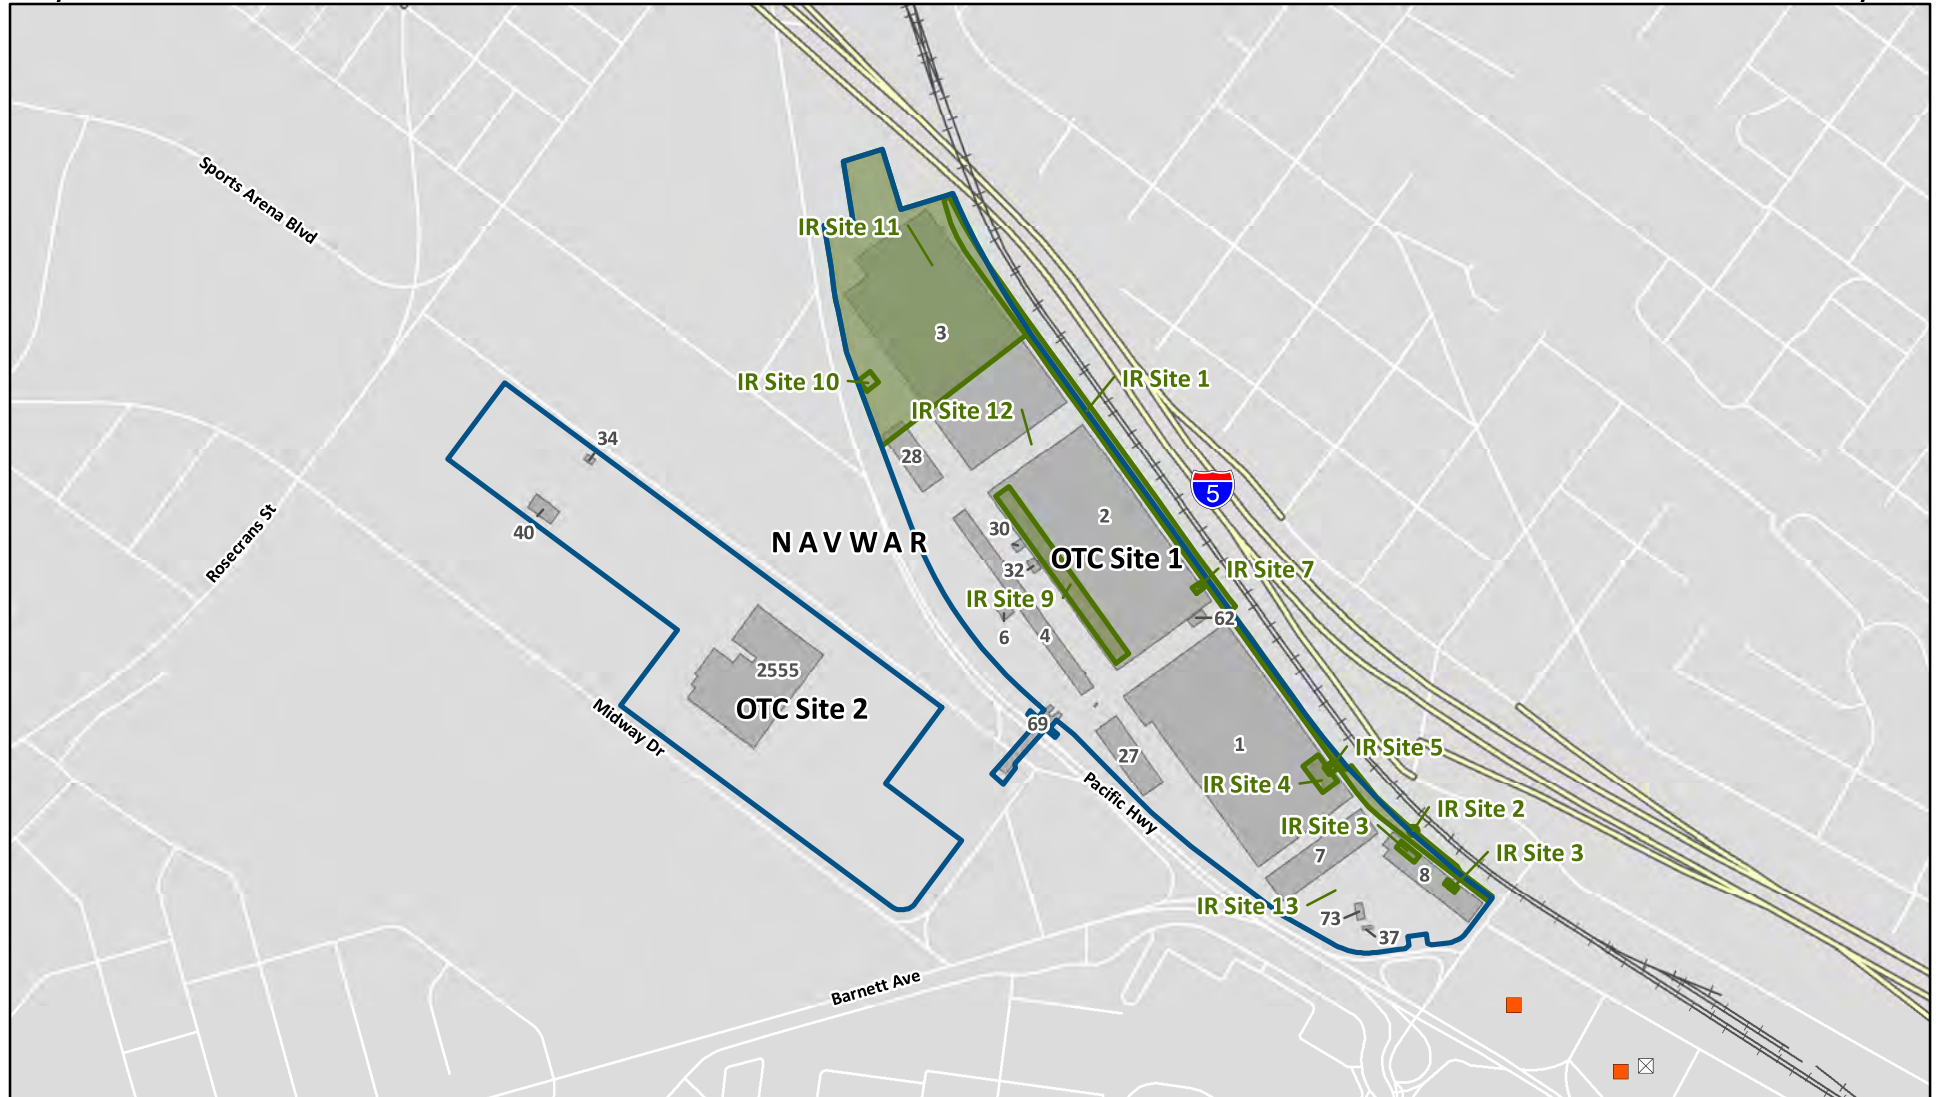 Sports Arena Blvd
IR Site 11
3
IR Site 10
IR Site 1
IR Site 12
34
28
5
40
Rosecrans St
30
2
NAVWAR
OTC Site 1
32
IR Site 7
IR Site 9
62
6
4
2555
OTC Site 2
Midway Dr
69
1
27
IR Site 5
IR Site 4
Pacific Hwy
IR Site 2
IR Site 3
7
IR Site 3
8
IR Site 13
73
37
Barnett Ave